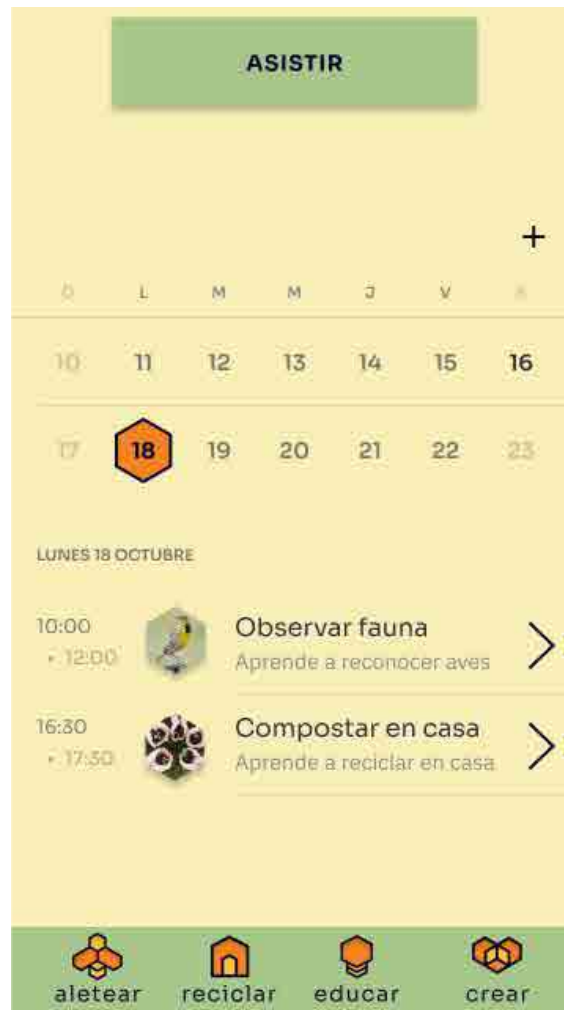 ASISTIR
+
D L M M J V S
10 11 12 13 14 15 16
17 18 19 20 21 22 23
LUNES 18 OCTUBRE
10:00 Observar fauna
12:00 Aprende a reconocer aves
16:30 Compostar en casa
17:30 Aprende a reciclar en casa
aletear reciclar educar crear